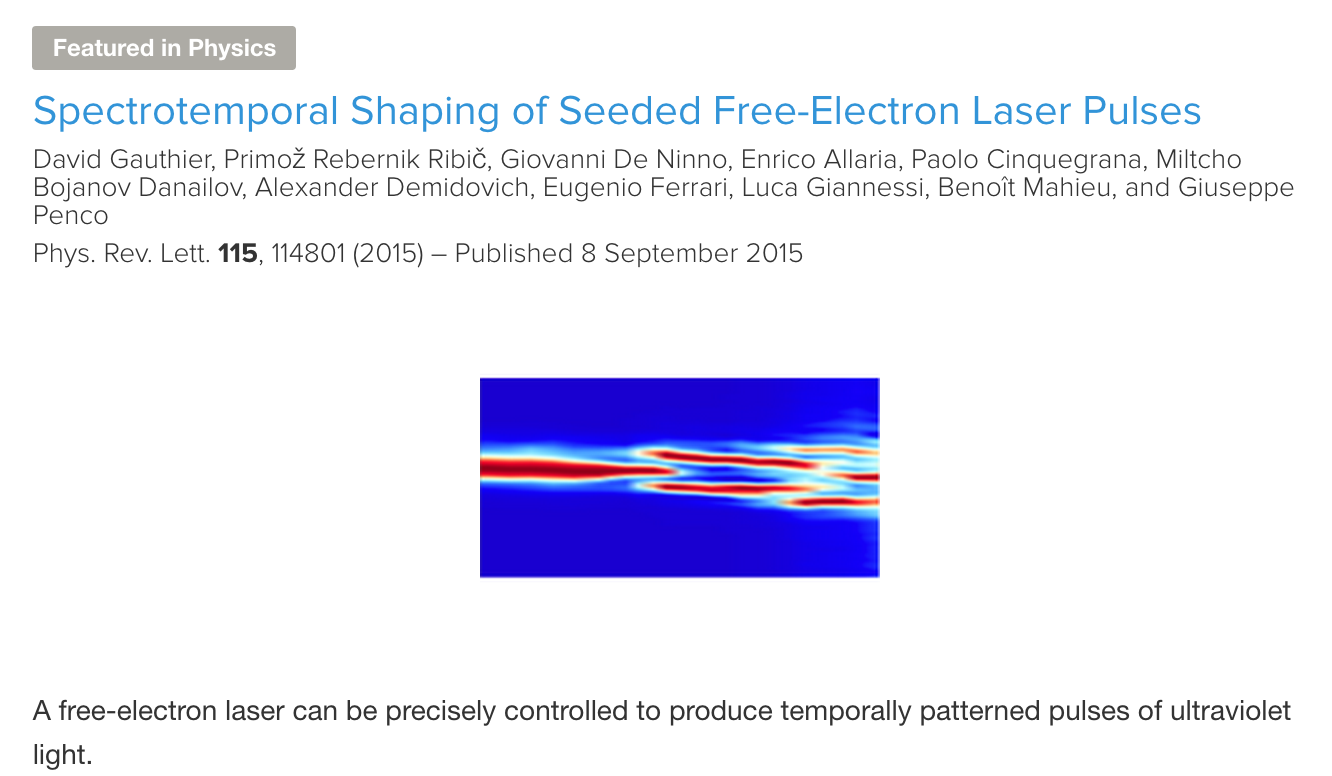 Featured in Physics
Spectrotemporal Shaping of Seeded Free-Electron Laser Pulses
David Gauthier, Primož Rebernik Ribič, Giovanni De Ninno, Enrico Allaria, Paolo Cinquegrana, Miltcho
Bojanov Danailov, Alexander Demidovich, Eugenio Ferrari, Luca Giannessi, Benoît Mahieu, and Giuseppe
Penco
Phys. Rev. Lett. 115, 114801 (2015) – Published 8 September 2015
A free-electron laser can be precisely controlled to produce temporally patterned pulses of ultraviolet
light.